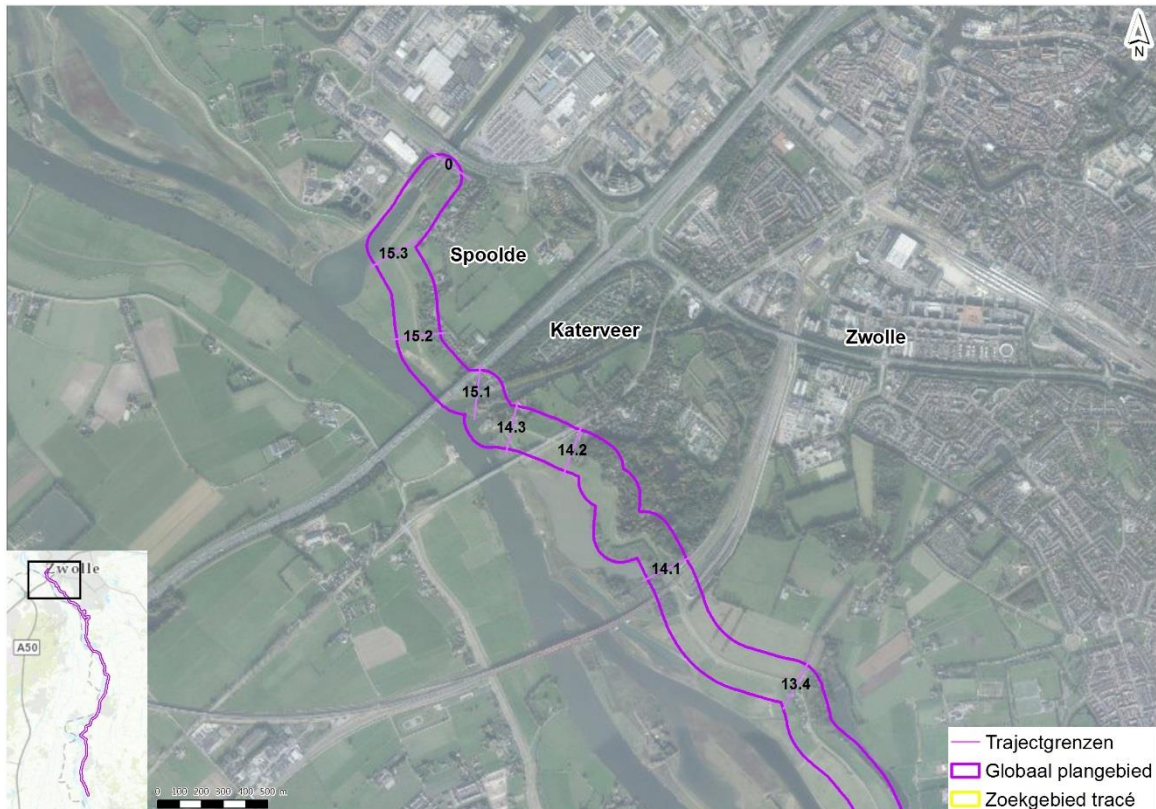 N
0
15.3
Spoolde
15.2
Katerveer
Zwolle
15.1
14.3
14.2
14.1
13.4
Zwolle
A50
0 100 200 300 400 500 m
Trajectgrenzen
Globaal plangebied
Zoekgebied tracé